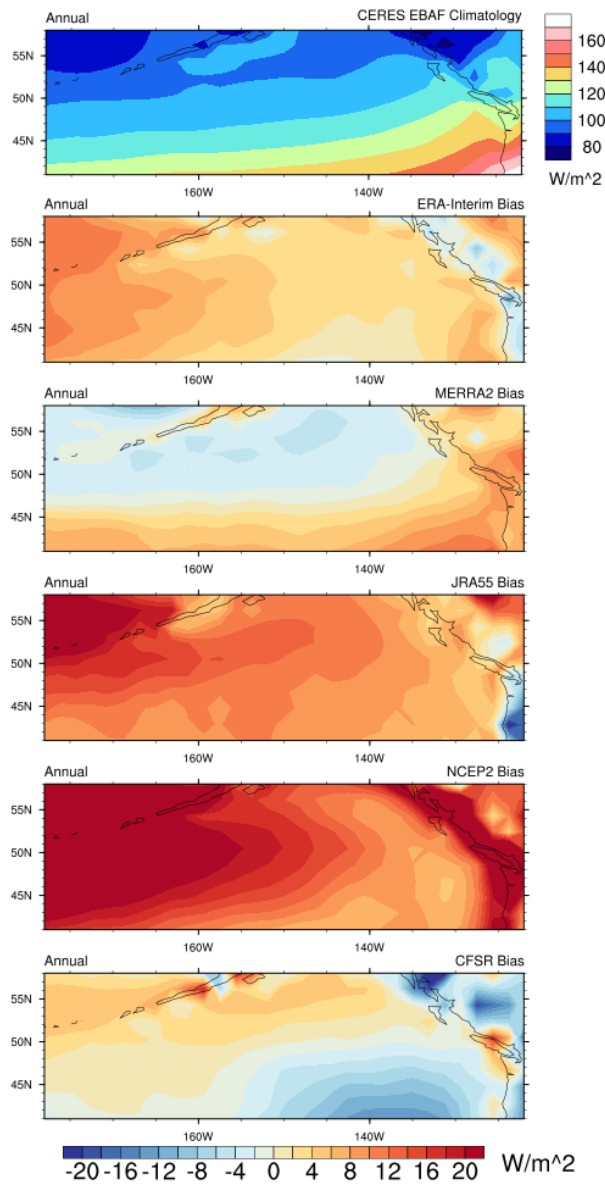 Annual CERES EBAF Climatology
55N
50N
45N
160W 140W
160
140
120
100
80
W/m^2
Annual ERA-Interim Bias
55N
50N
45N
160W 140W
Annual MERRA2 Bias
55N
50N
45N
160W 140W
Annual JRA55 Bias
55N
50N
45N
160W 140W
Annual NCEP2 Bias
55N
50N
45N
160W 140W
Annual CFSR Bias
55N
50N
45N
160W 140W
-20 -16 -12 -8 -4 0 4 8 12 16 20 W/m^2